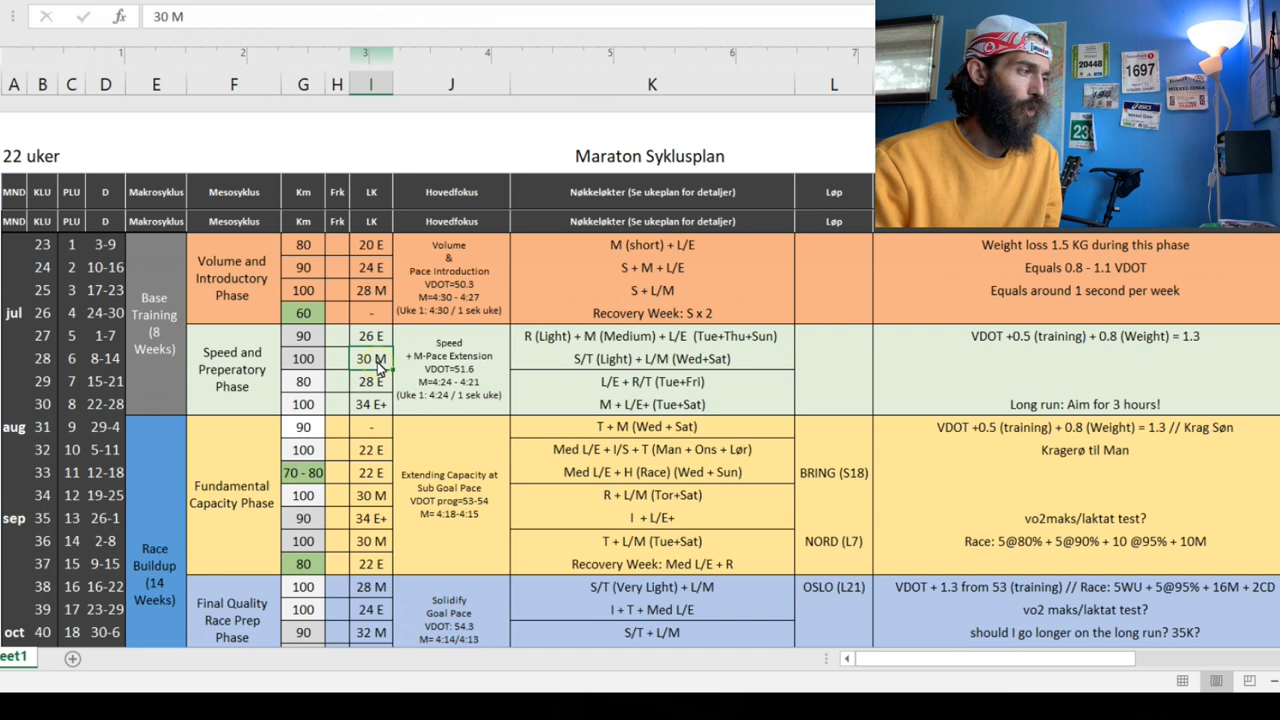 30 M
1 2 3 4 5 6 7
A B C D E F G H I J K L
22 uker Maraton Syklusplan
MND KLU PLU D Makrosyklus Mesosyklus Km Frk LK Hovedfokus Nøkkeløkter (Se ukeplan for detaljer) Løp
MND KLU PLU D Makrosyklus Mesosyklus Km Frk LK Hovedfokus Nøkkeløkter (Se ukeplan for detaljer) Løp
23 1 3-9 80 20 E M (short) + L/E Weight loss 1.5 KG during this phase
24 2 10-16 90 24 E S + M + L/E Equals 0.8 - 1.1 VDOT
25 3 17-23 100 28 M S + L/M Equals around 1 second per week
jul 26 4 24-30 60 - Recovery Week: S x 2
Volume and
Introductory
Phase
Volume
&
Pace Introduction
VDOT=50.3
M=4:30 - 4:27
(Uke 1: 4:30 / 1 sek uke)
Base
Training
(8
Weeks)
27 5 1-7 90 26 E R (Light) + M (Medium) + L/E (Tue+Thu+Sun) VDOT +0.5 (training) + 0.8 (Weight) = 1.3
28 6 8-14 100 30 M S/T (Light) + L/M (Wed+Sat)
29 7 15-21 80 28 E L/E + R/T (Tue+Fri)
30 8 22-28 100 34 E+ M + L/E+ (Tue+Sat) Long run: Aim for 3 hours!
Speed and
Preperatory
Phase
Speed
+ M-Pace Extension
VDOT=51.6
M=4:24 - 4:21
(Uke 1: 4:24 / 1 sek uke)
aug 31 9 29-4 90 - T + M (Wed + Sat) VDOT +0.5 (training) + 0.8 (Weight) = 1.3 // Krag Søn
32 10 5-11 100 22 E Med L/E + I/S + T (Man + Ons + Lør) Kragerø til Man
33 11 12-18 70 - 80 22 E Med L/E + H (Race) (Wed + Sun) BRING (S18)
34 12 19-25 100 30 M R + L/M (Tor+Sat)
sep 35 13 26-1 90 34 E+ I + L/E+ vo2maks/laktat test?
36 14 2-8 100 30 M T + L/M (Tue+Sat) NORD (L7) Race: 5@80% + 5@90% + 10 @95% + 10M
37 15 9-15 80 22 E Recovery Week: Med L/E + R
Fundamental
Capacity Phase
Extending Capacity at
Sub Goal Pace
VDOT prog=53-54
M= 4:18-4:15
Race
Buildup
(14
Weeks)
38 16 16-22 100 28 M S/T (Very Light) + L/M OSLO (L21) VDOT + 1.3 from 53 (training) // Race: 5WU + 5@95% + 16M + 2CD
39 17 23-29 100 24 E I + T + Med L/E vo2 maks/laktat test?
oct 40 18 30-6 90 32 M S/T + L/M should I go longer on the long run? 35K?
Final Quality
Race Prep
Phase
Solidify
Goal Pace
VDOT: 54.3
M= 4:14/4:13
eet1
20448
1697